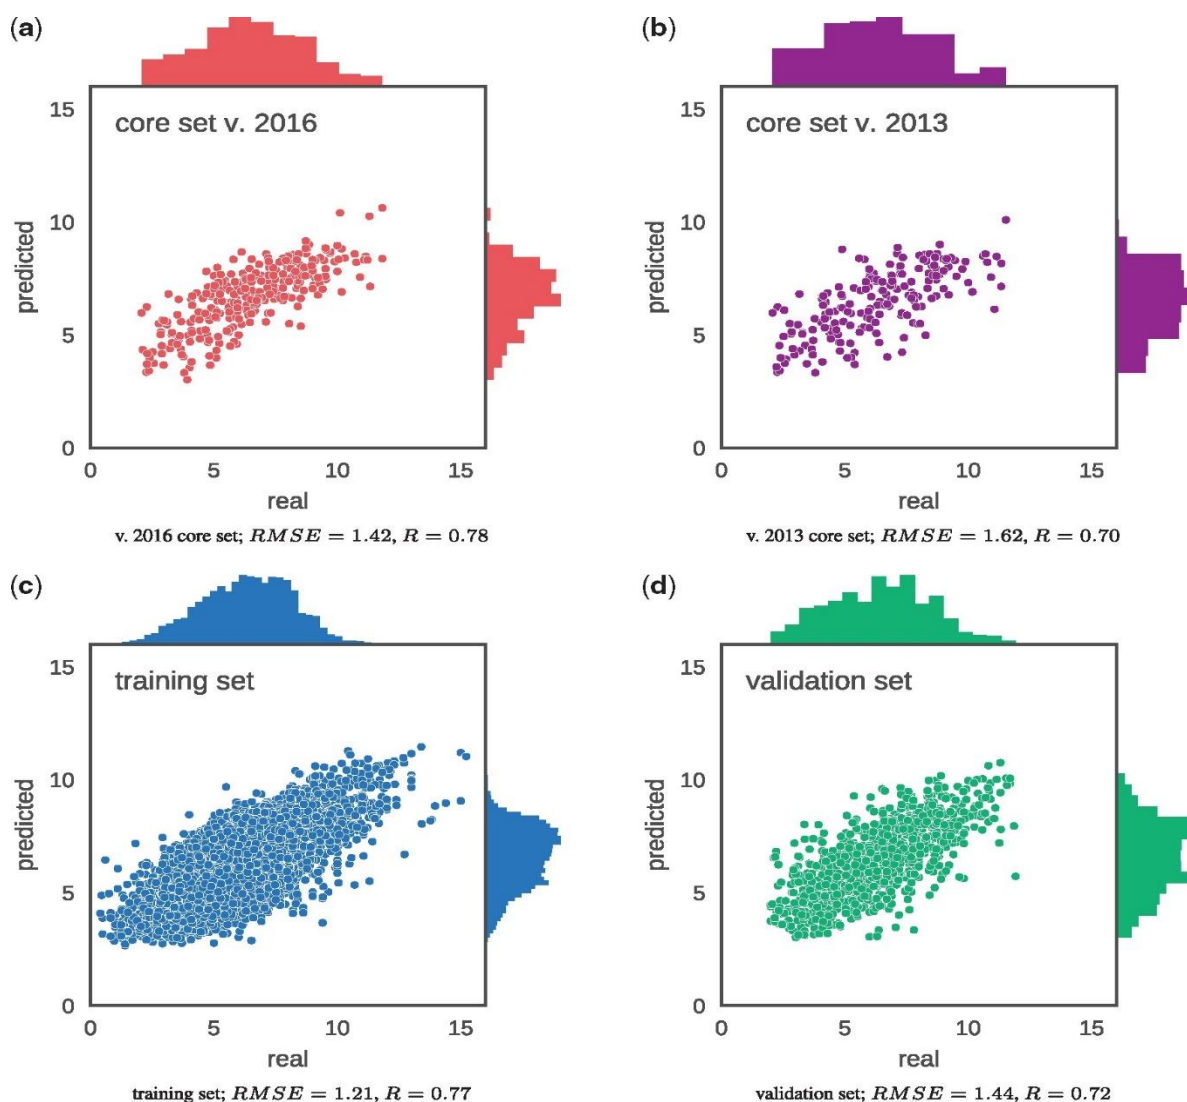 (a)
core set v. 2016
15
10
5
0
predicted
0 5 10 15
real
v. 2016 core set; RMSE = 1.42, R = 0.78
(b)
core set v. 2013
15
10
5
0
predicted
0 5 10 15
real
v. 2013 core set; RMSE = 1.62, R = 0.70
(c)
training set
15
10
5
0
predicted
0 5 10 15
real
training set; RMSE = 1.21, R = 0.77
(d)
validation set
15
10
5
0
predicted
0 5 10 15
real
validation set; RMSE = 1.44, R = 0.72